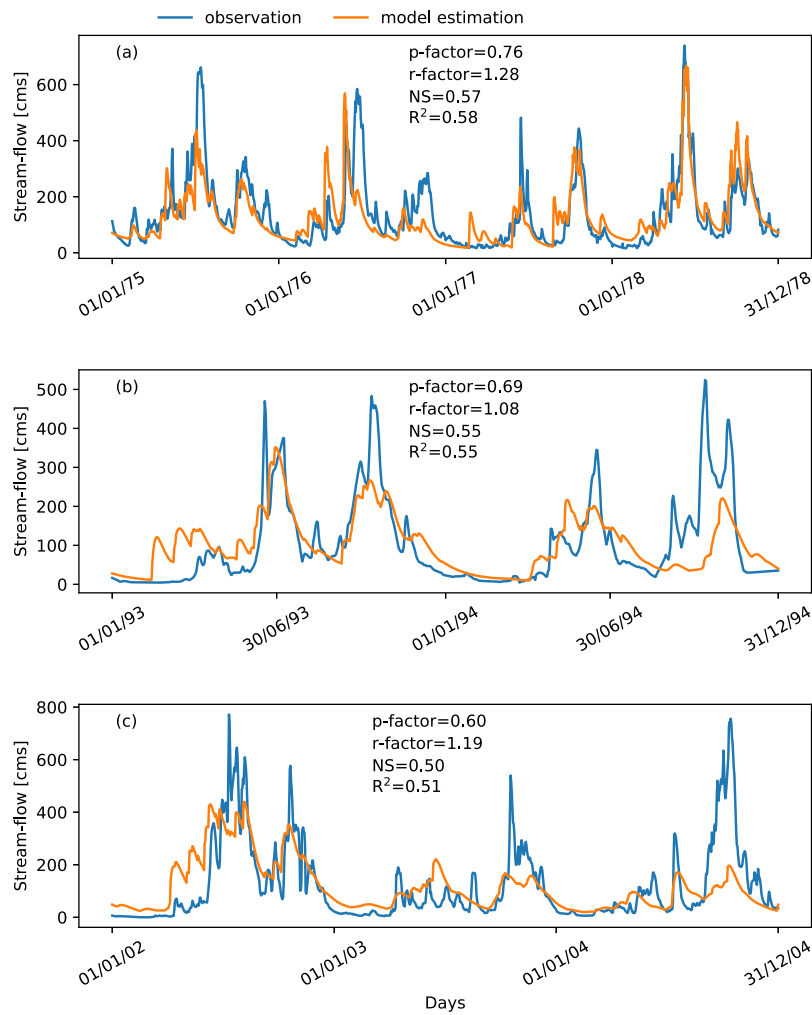 observation model estimation
(a)
p-factor=0.76
r-factor=1.28
NS=0.57
R²=0.58
Stream-flow [cms]
600
400
200
0
01/01/75 01/01/76 01/01/77 01/01/78 31/12/78
(b)
p-factor=0.69
r-factor=1.08
NS=0.55
R²=0.55
Stream-flow [cms]
500
400
300
200
100
0
01/01/93 30/06/93 01/01/94 30/06/94 31/12/94
(c)
p-factor=0.60
r-factor=1.19
NS=0.50
R²=0.51
Stream-flow [cms]
800
600
400
200
0
01/01/02 01/01/03 01/01/04 31/12/04
Days